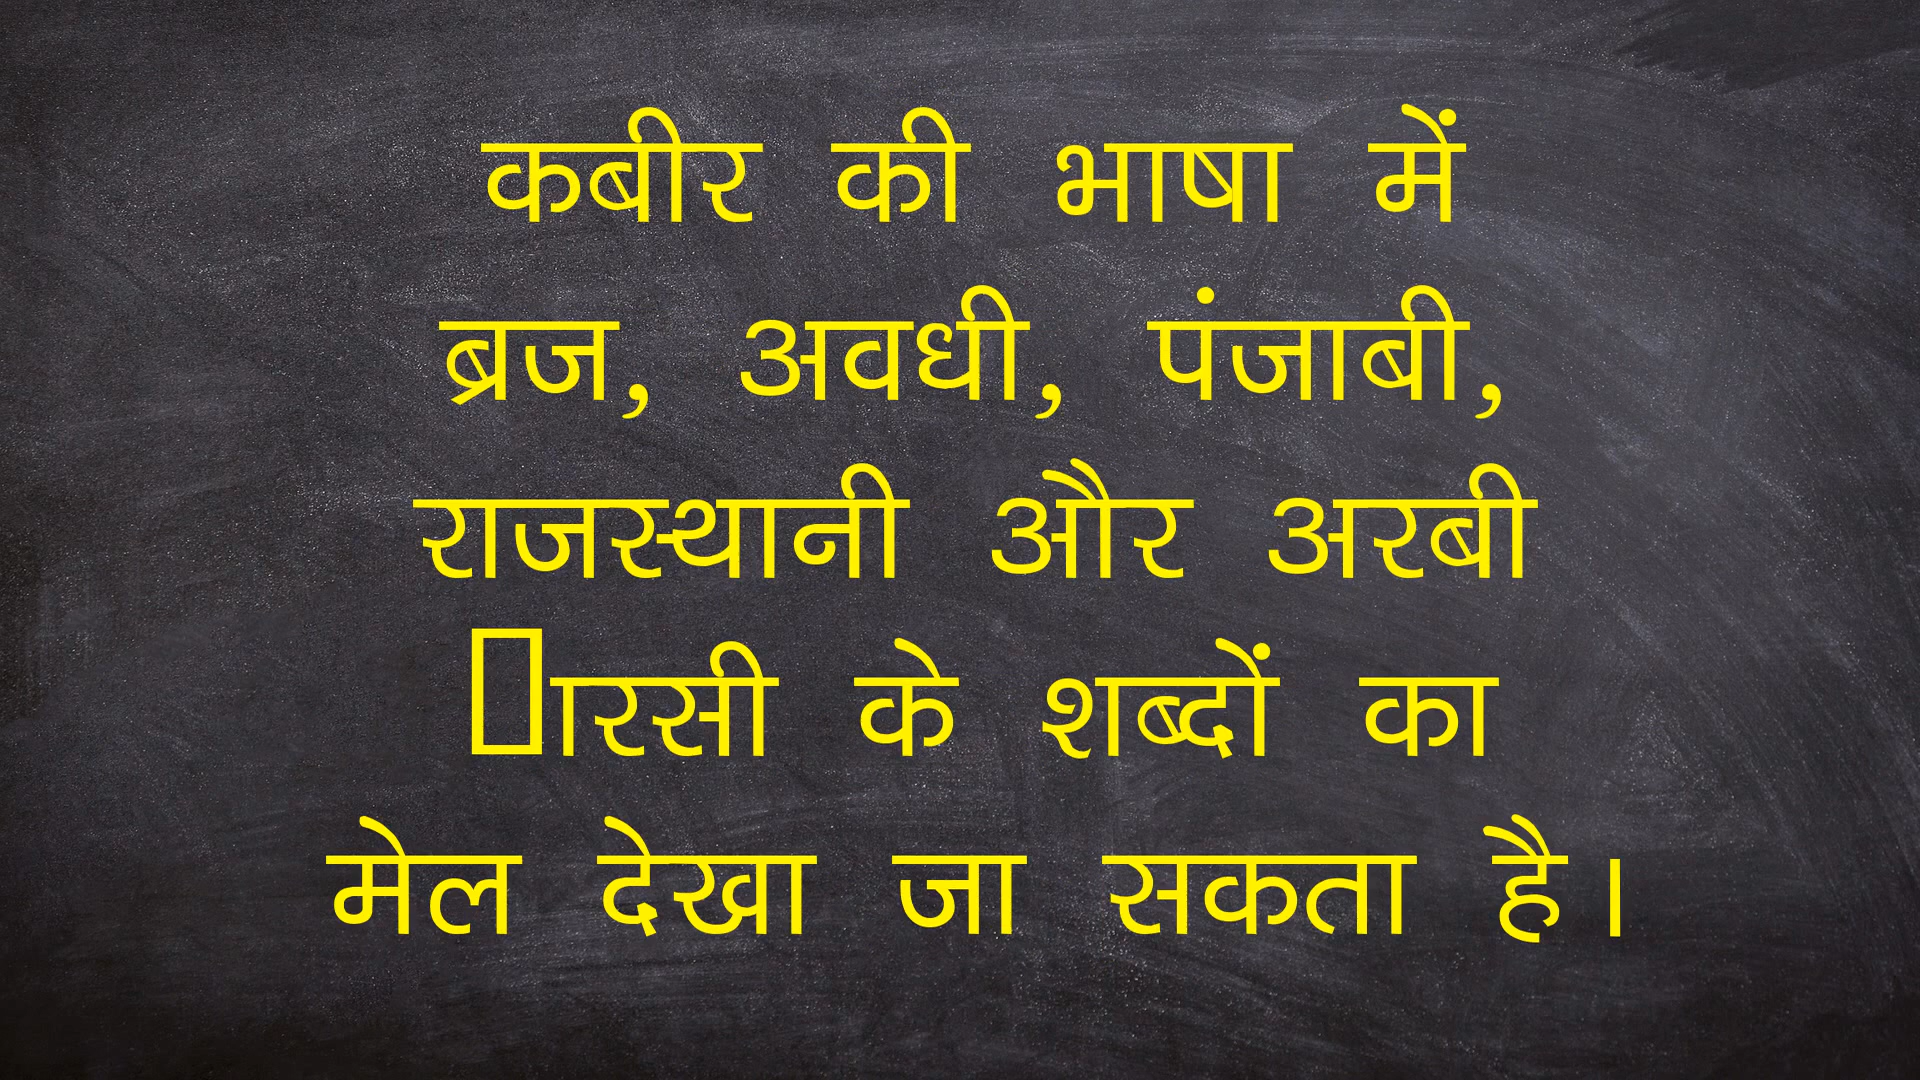 कबीर की भाषा में
ब्रज, अवधी, पंजाबी,
राजस्थानी और अरबी
के शब्दों का
मेल देखा जा सकता है।